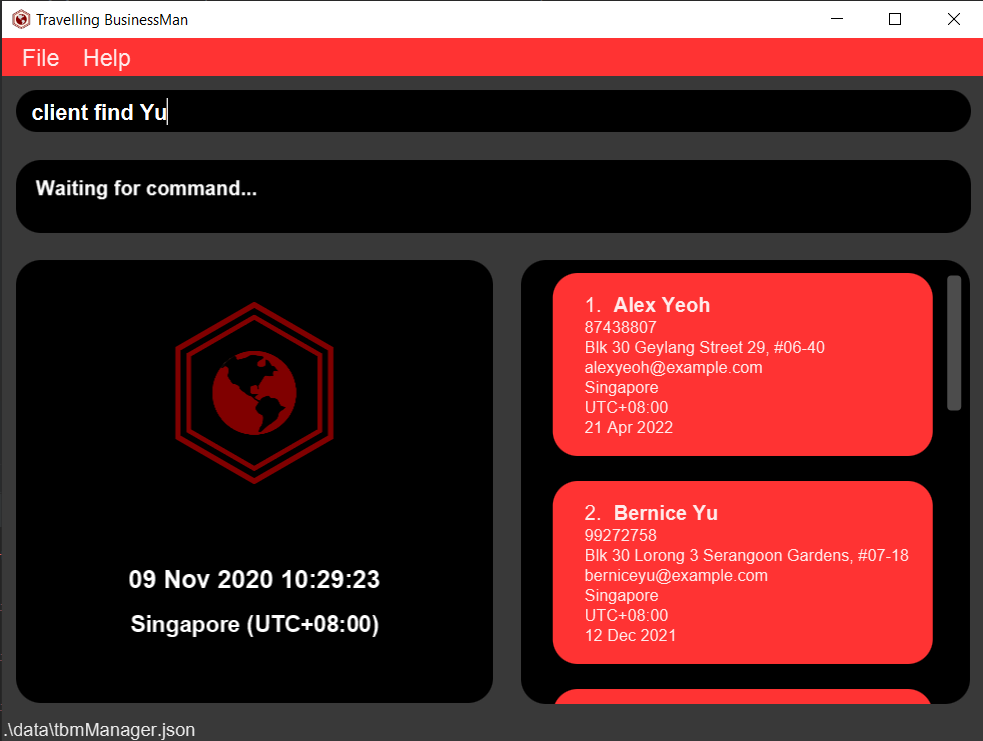 Travelling BusinessMan
File Help
client find Yu
Waiting for command...
09 Nov 2020 10:29:23
Singapore (UTC+08:00)
1. Alex Yeoh
87438807
Blk 30 Geylang Street 29, #06-40
alexyeoh@example.com
Singapore
UTC+08:00
21 Apr 2022
2. Bernice Yu
99272758
Blk 30 Lorong 3 Serangoon Gardens, #07-18
berniceyu@example.com
Singapore
UTC+08:00
12 Dec 2021
.\data\tbmManager.json